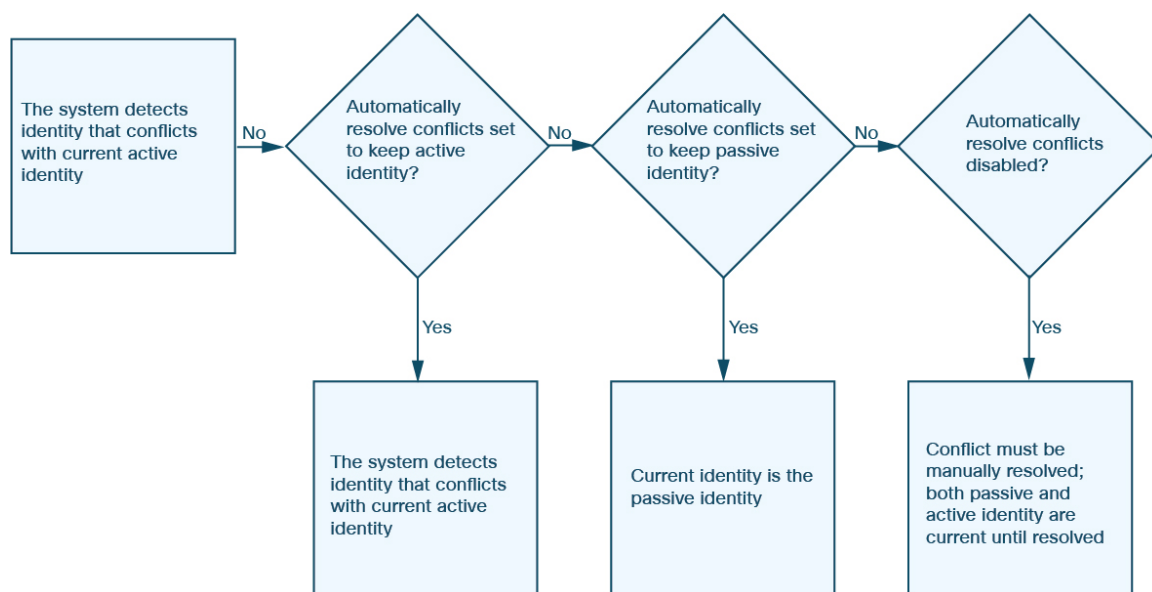 The system detects
identity that conflicts
with current active
identity
No
Automatically
resolve conflicts set
to keep active
identity?
No
Automatically
resolve conflicts set
to keep passive
identity?
No
Automatically
resolve conflicts
disabled?
Yes
Yes
Yes
The system detects
identity that conflicts
with current active
identity
Current identity is the
passive identity
Conflict must be
manually resolved;
both passive and
active identity are
current until resolved